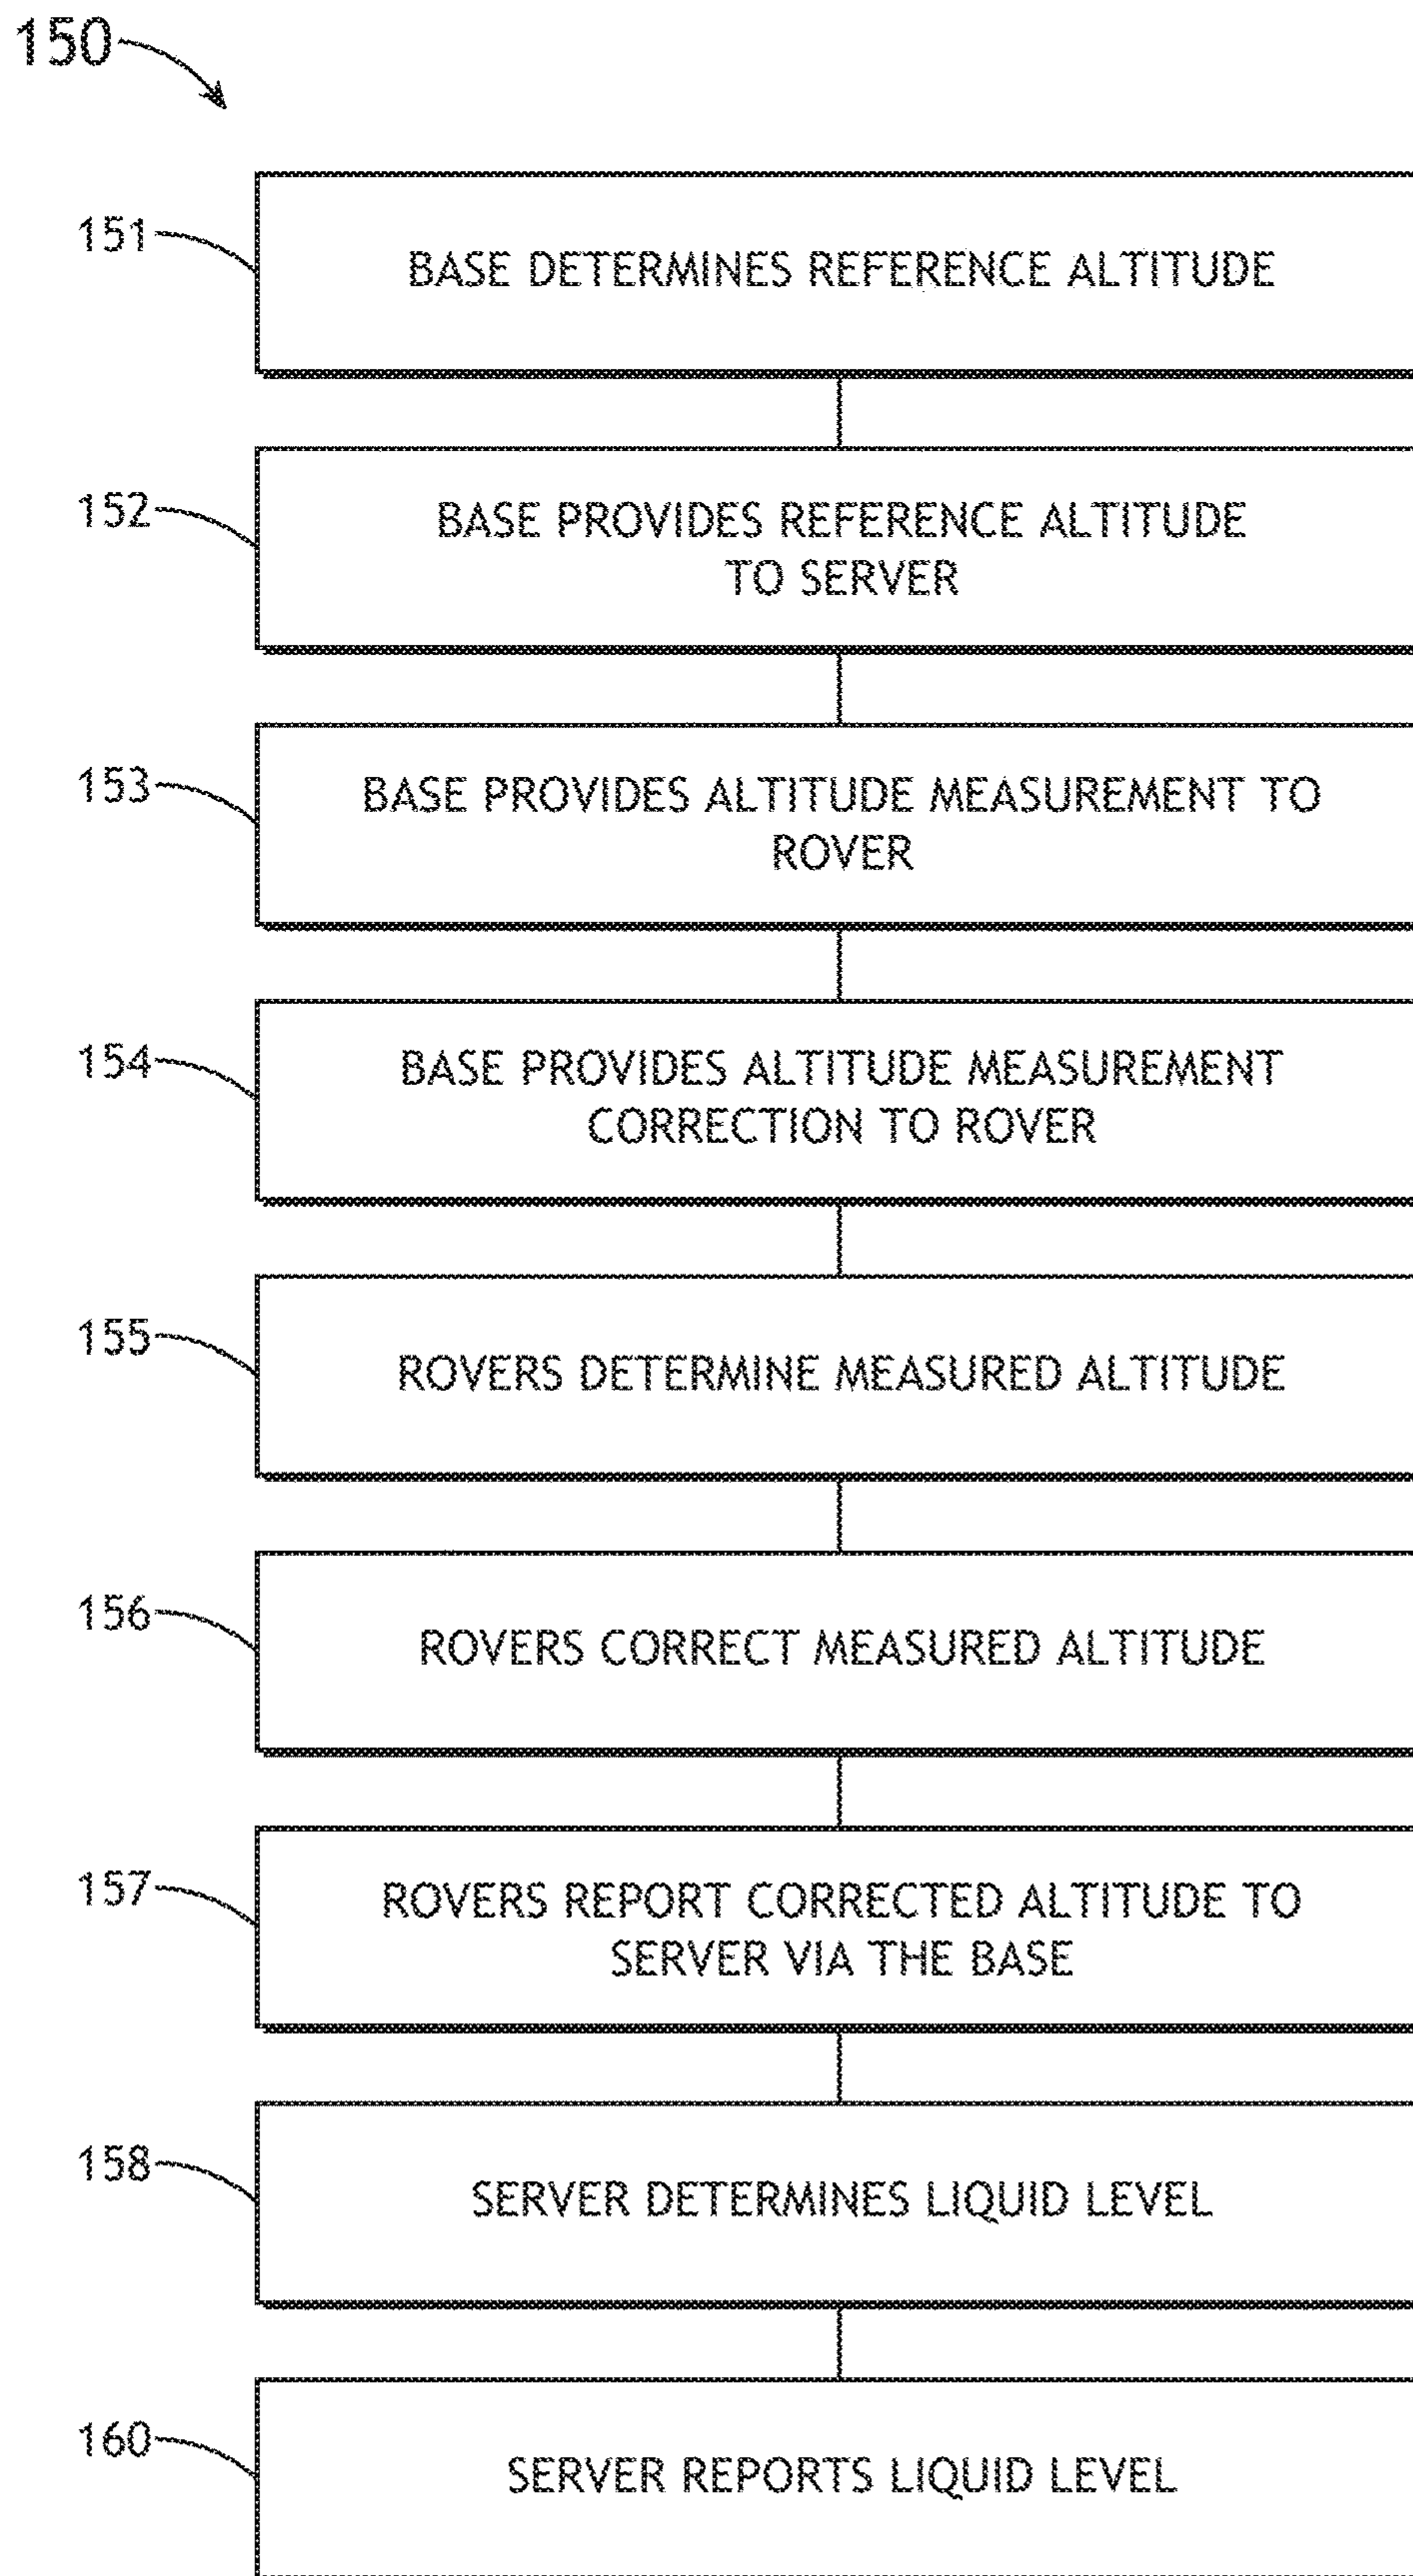 150
151
BASE DETERMINES REFERENCE ALTITUDE
152
BASE PROVIDES REFERENCE ALTITUDE
TO SERVER
153
BASE PROVIDES ALTITUDE MEASUREMENT TO
ROVER
154
BASE PROVIDES ALTITUDE MEASUREMENT
CORRECTION TO ROVER
155
ROVERS DETERMINE MEASURED ALTITUDE
156
ROVERS CORRECT MEASURED ALTITUDE
157
ROVERS REPORT CORRECTED ALTITUDE TO
SERVER VIA THE BASE
158
SERVER DETERMINES LIQUID LEVEL
160
SERVER REPORTS LIQUID LEVEL